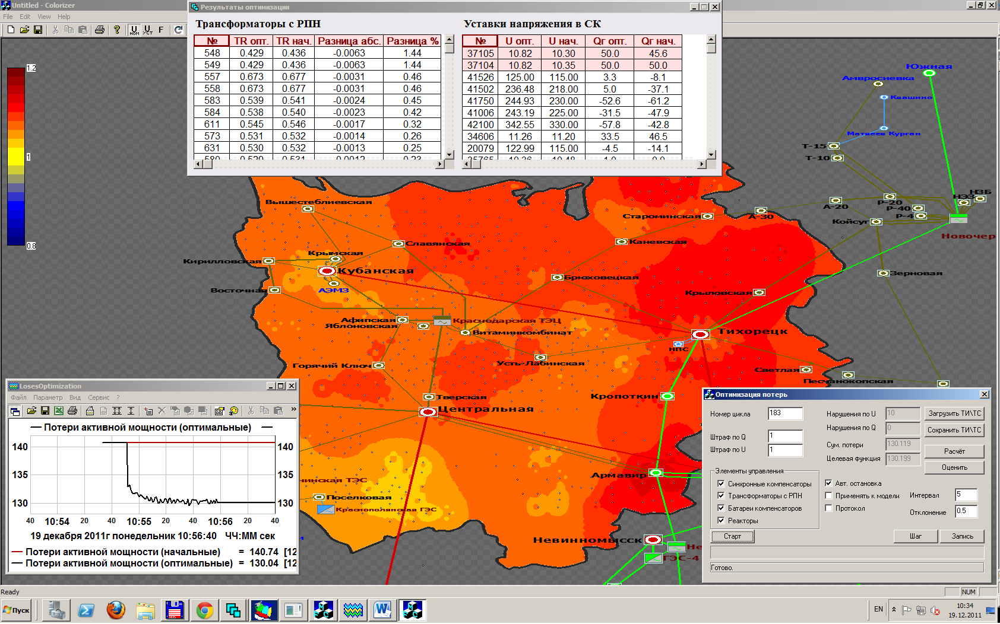 Untitled - Colorizer
File Edit View Help
U ном U уст F
1.2
1
0.8
Результаты оптимизации
Трансформаторы с РПН
№ TR опт. TR нач. Разница абс. Разница %
548 0.429 0.436 -0.0063 1.44
549 0.429 0.436 -0.0063 1.44
557 0.673 0.677 -0.0031 0.46
558 0.673 0.677 -0.0031 0.46
583 0.539 0.541 -0.0024 0.45
584 0.538 0.540 -0.0023 0.42
611 0.545 0.546 -0.0017 0.32
573 0.531 0.532 -0.0014 0.26
631 0.530 0.532 -0.0013 0.25
580 0.529 0.531 -0.0012 0.23
Уставки напряжения в СК
№ U опт. U нач. Qг опт. Qг нач.
37105 10.82 10.30 50.0 45.6
37104 10.82 10.35 50.0 50.0
41526 125.00 115.00 3.3 -8.1
41502 236.48 218.00 5.0 -37.1
41750 244.93 230.00 -52.6 -61.2
41006 243.19 225.00 -31.5 -47.9
42100 342.55 330.00 -57.8 -42.8
34606 11.26 11.20 33.5 46.5
20079 122.99 115.00 -4.5 -14.1
Южная
Амвросиевка
Квашино
Матвеев Курган
Т-15
Т-10
НЗБ
НЭЗ
Р-20
А-20
Р-40
Р-4
Койсуг
Новочер
Вышестеблиевская
Староминская
А-30
Славянская
Каневская
Крымская
Кирилловская
Кубанская
Брюховецкая
Зерновая
Восточная
АЭМЗ
Крыловская
Афипская
Краснодарская ТЭЦ
Яблоновская
Витаминкомбинат
Тихорецк
НПС
Усть-Лабинская
Горячий Ключ
Светлая
Песчанокопская
Тверская
Кропоткин
Центральная
Армавир
нинская ТЭС
Поселковая
Краснополянская ГЭС
Невинномысск
Не
ГЭС-4
LosesOptimization
Файл Параметр Вид Сервис ?
Потери активной мощности (оптимальные)
140 140
135 135
130 130
40 10:54 20 40 10:55 20 40 10:56 20 40
19 декабря 2011г понедельник 10:56:40 ЧЧ:ММ сек
Потери активной мощности (начальные) = 140.74 [12
Потери активной мощности (оптимальные) = 130.04 [12
Оптимизация потерь
Номер цикла 183
Штраф по Q 1
Штраф по U 1
Нарушения по U 10
Нарушения по Q 0
Сум. потери 130.119
Целевая функция 130.199
Загрузить ТИ\ТС
Сохранить ТИ\ТС
Расчёт
Оценить
Элементы управления
Синхронные компенсаторы
Трансформаторы с РПН
Батареи компенсаторов
Реакторы
Авт. остановка
Применять к модели
Протокол
Интервал 5
Отклонение 0.5
Старт
Шаг
Запись
Готово.
Ready
NUM
Пуск
EN
10:34
19.12.2011